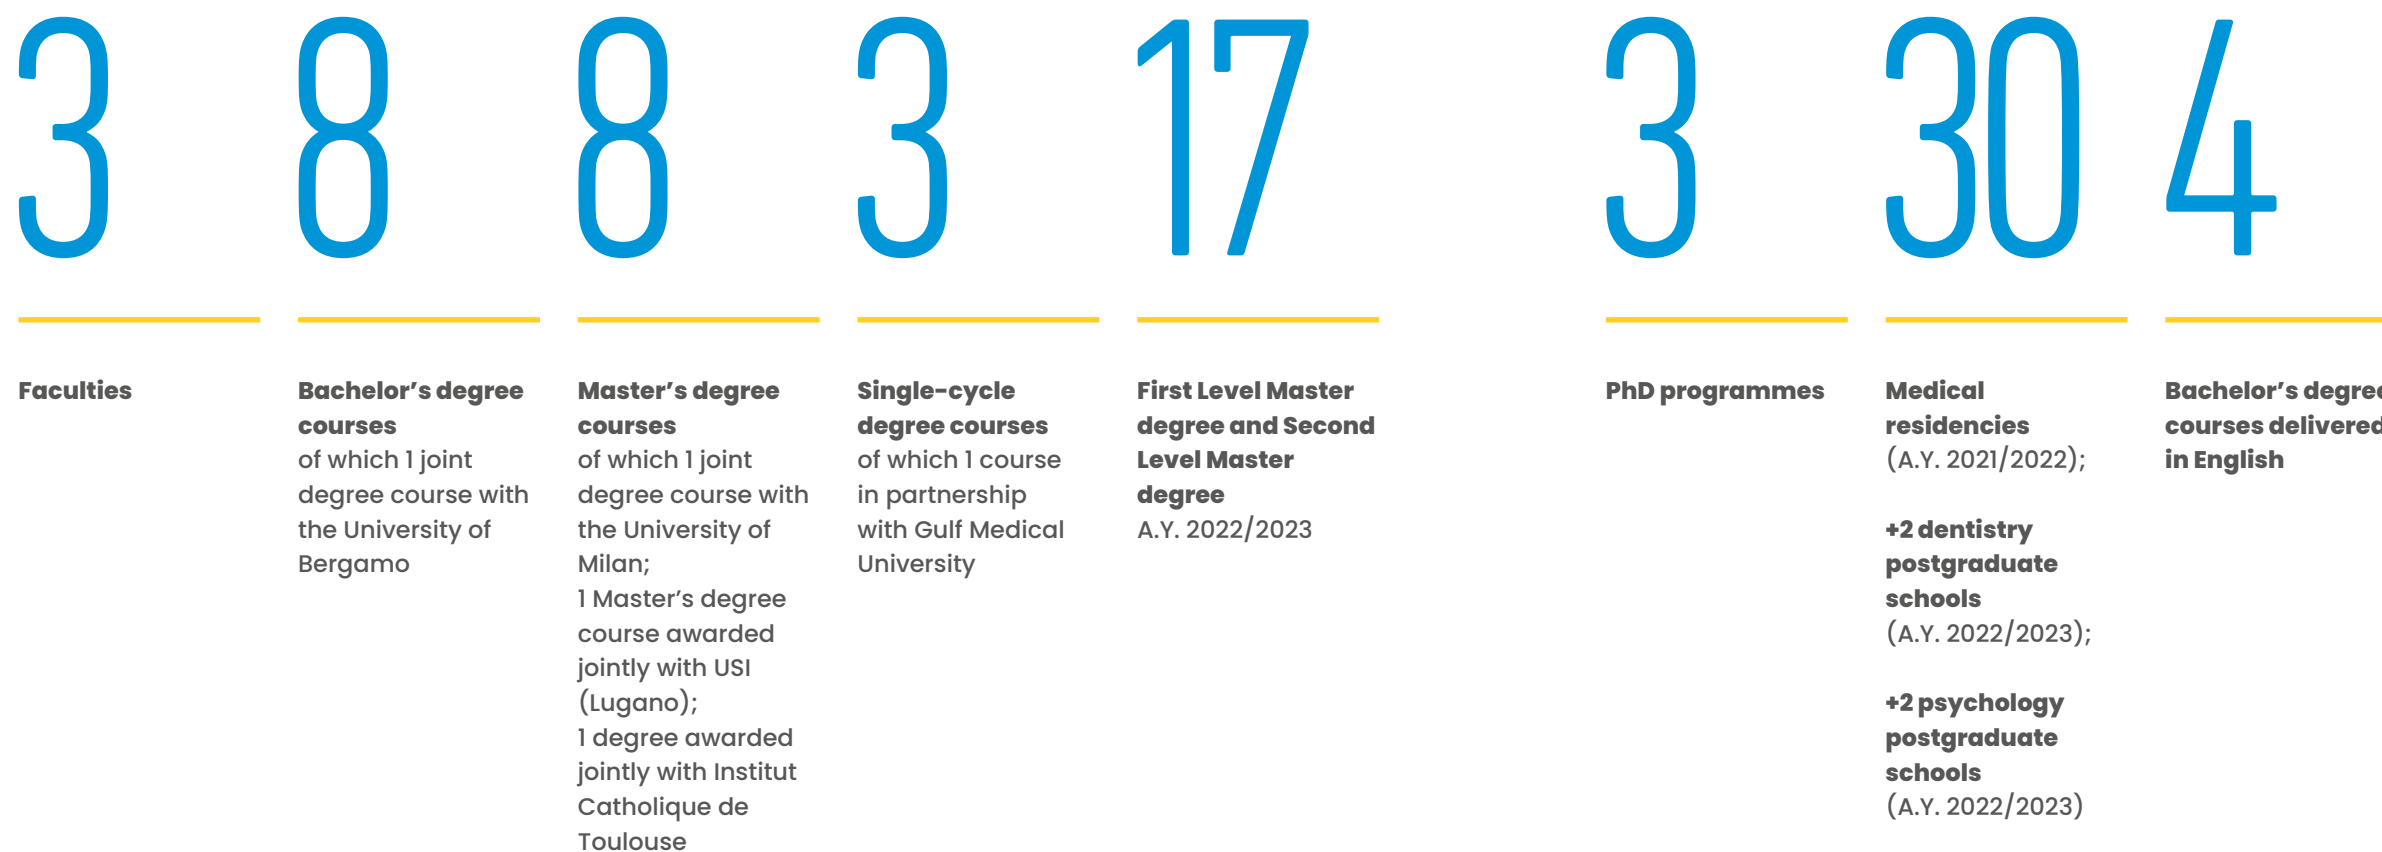 3
Faculties
8
Bachelor’s degree
courses
of which 1 joint
degree course with
the University of
Bergamo
8
Master’s degree
courses
of which 1 joint
degree course with
the University of
Milan;
1 Master’s degree
course awarded
jointly with USI
(Lugano);
1 degree awarded
jointly with Institut
Catholique de
Toulouse
3
Single-cycle
degree courses
of which 1 course
in partnership
with Gulf Medical
University
17
First Level Master
degree and Second
Level Master
degree
A.Y. 2022/2023
3
PhD programmes
30
Medical
residencies
(A.Y. 2021/2022);
+2 dentistry
postgraduate
schools
(A.Y. 2022/2023);
+2 psychology
postgraduate
schools
(A.Y. 2022/2023)
4
Bachelor’s degree
courses delivered
in English